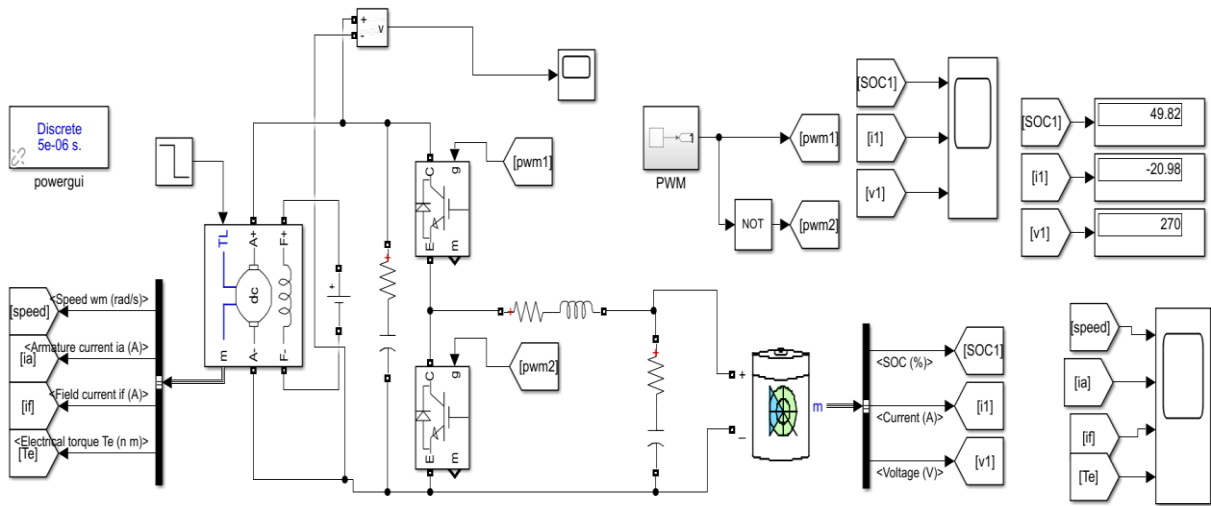 +
-
v
Discrete
5e-06 s.
powergui
TL
A+
F+
dc
m
A-
F-
+
<Speed wm (rad/s)>
[speed]
<Armature current ia (A)>
[ia]
<Field current if (A)>
[if]
<Electrical torque Te (n m)>
[Te]
+
C
g
E
m
[pwm1]
C
g
E
m
[pwm2]
+
+
PWM
[pwm1]
NOT
[pwm2]
[SOC1]
[i1]
[v1]
[SOC1]
49.82
[i1]
-20.98
[v1]
270
+
m
_
<SOC (%)>
[SOC1]
<Current (A)>
[i1]
<Voltage (V)>
[v1]
[speed]
[ia]
[if]
[Te]